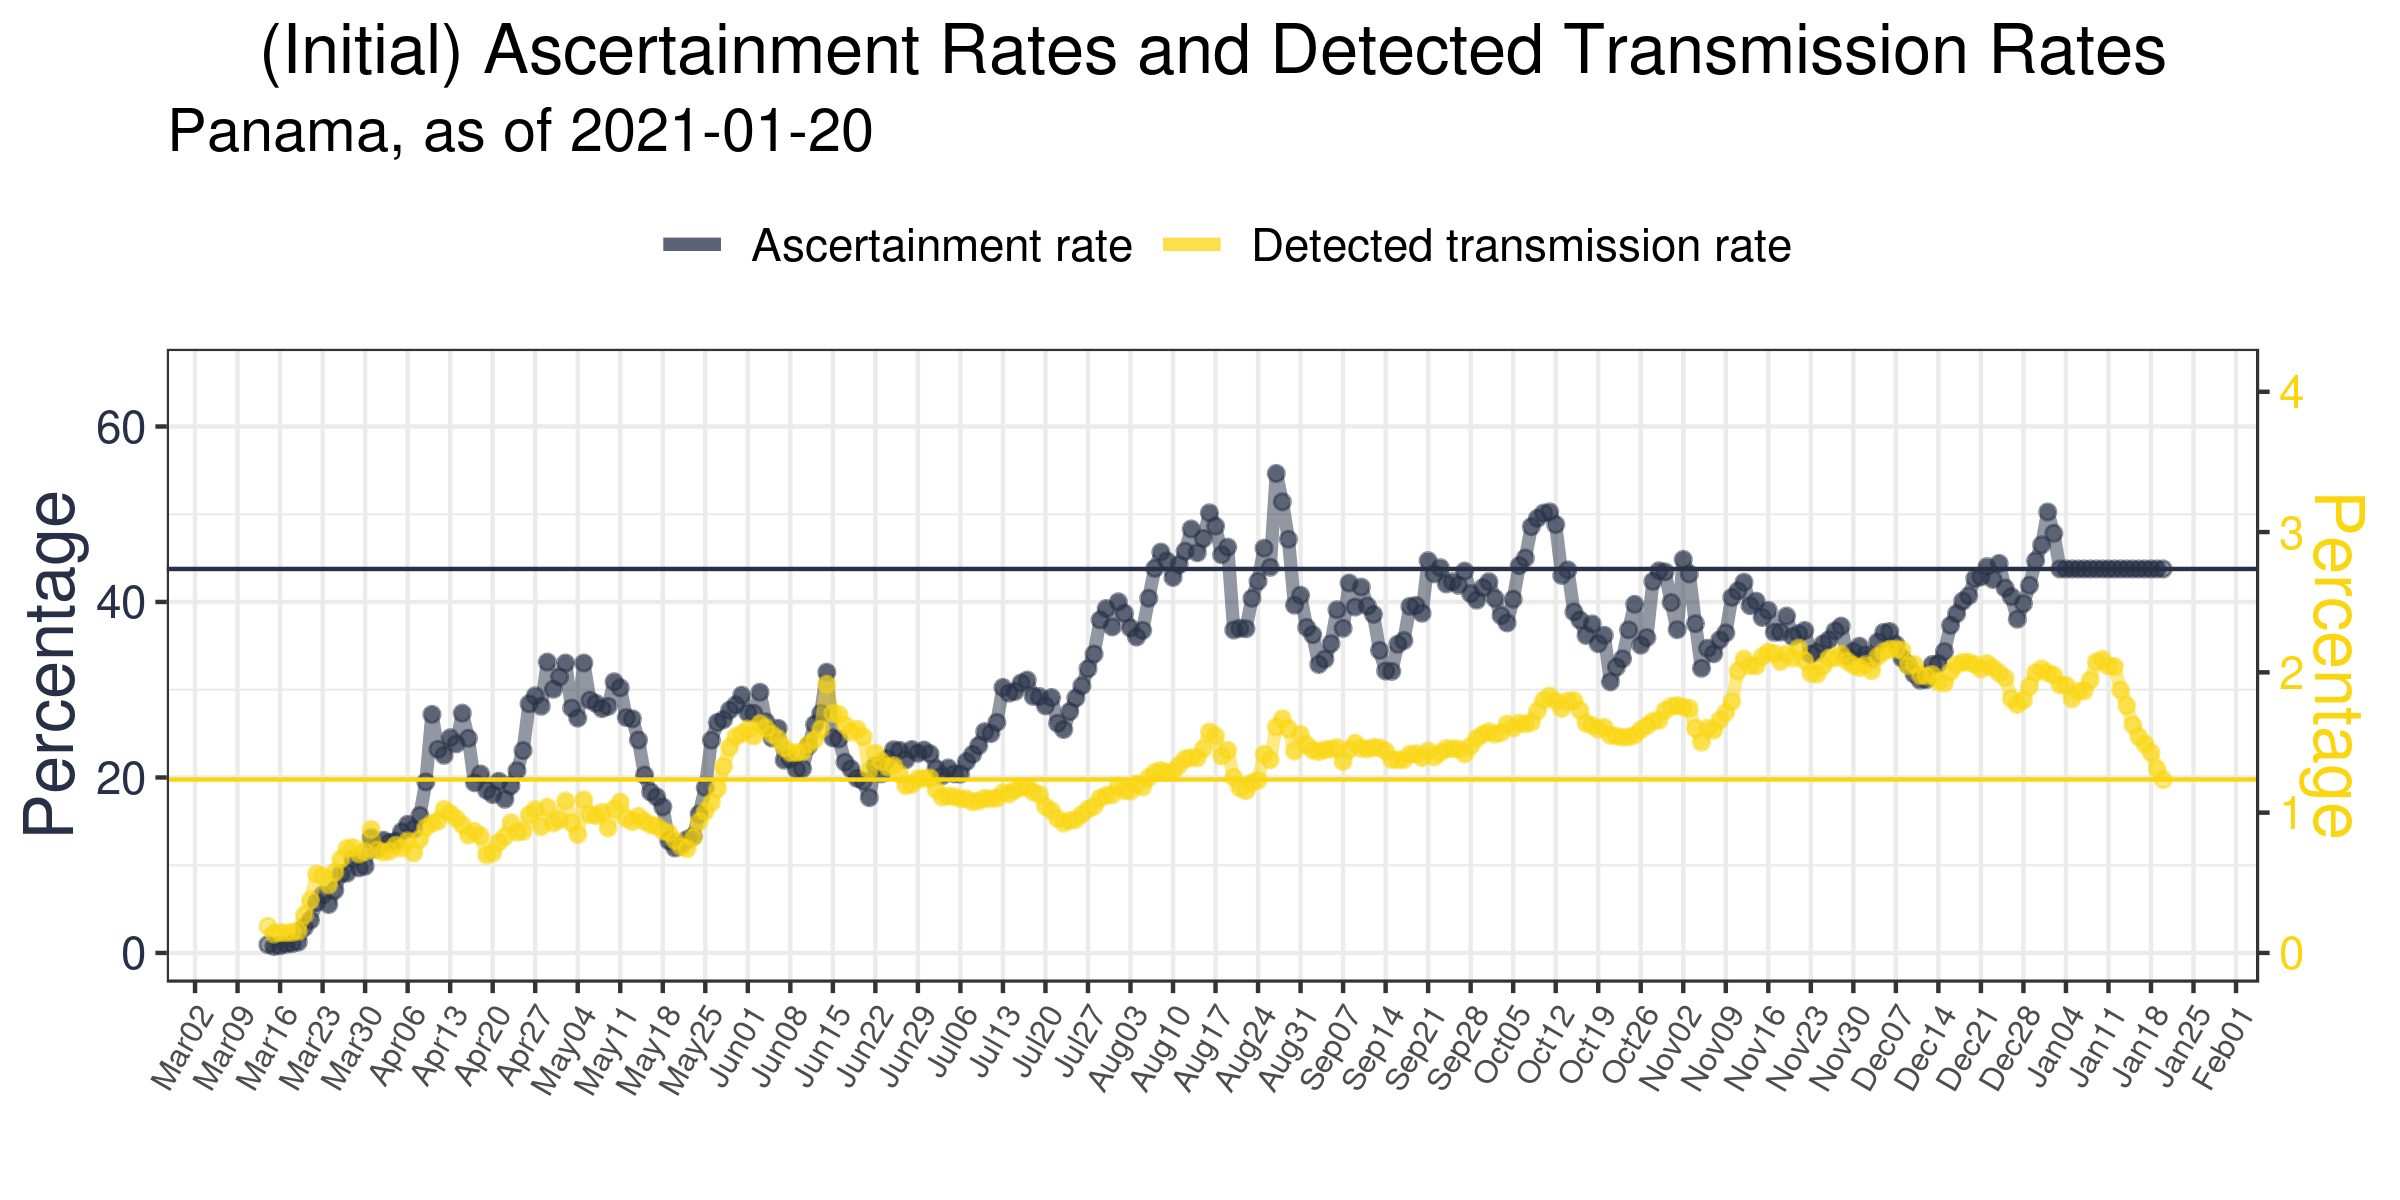 (Initial) Ascertainment Rates and Detected Transmission Rates
Panama, as of 2021-01-20
Ascertainment rate Detected transmission rate
Percentage
60
40
20
0
4
3
2
1
0
Percentage
Mar02 Mar09 Mar16 Mar23 Mar30 Apr06 Apr13 Apr20 Apr27 May04 May11 May18 May25 Jun01 Jun08 Jun15 Jun22 Jun29 Jul06 Jul13 Jul20 Jul27 Aug03 Aug10 Aug17 Aug24 Aug31 Sep07 Sep14 Sep21 Sep28 Oct05 Oct12 Oct19 Oct26 Nov02 Nov09 Nov16 Nov23 Nov30 Dec07 Dec14 Dec21 Dec28 Jan04 Jan11 Jan18 Jan25 Feb01